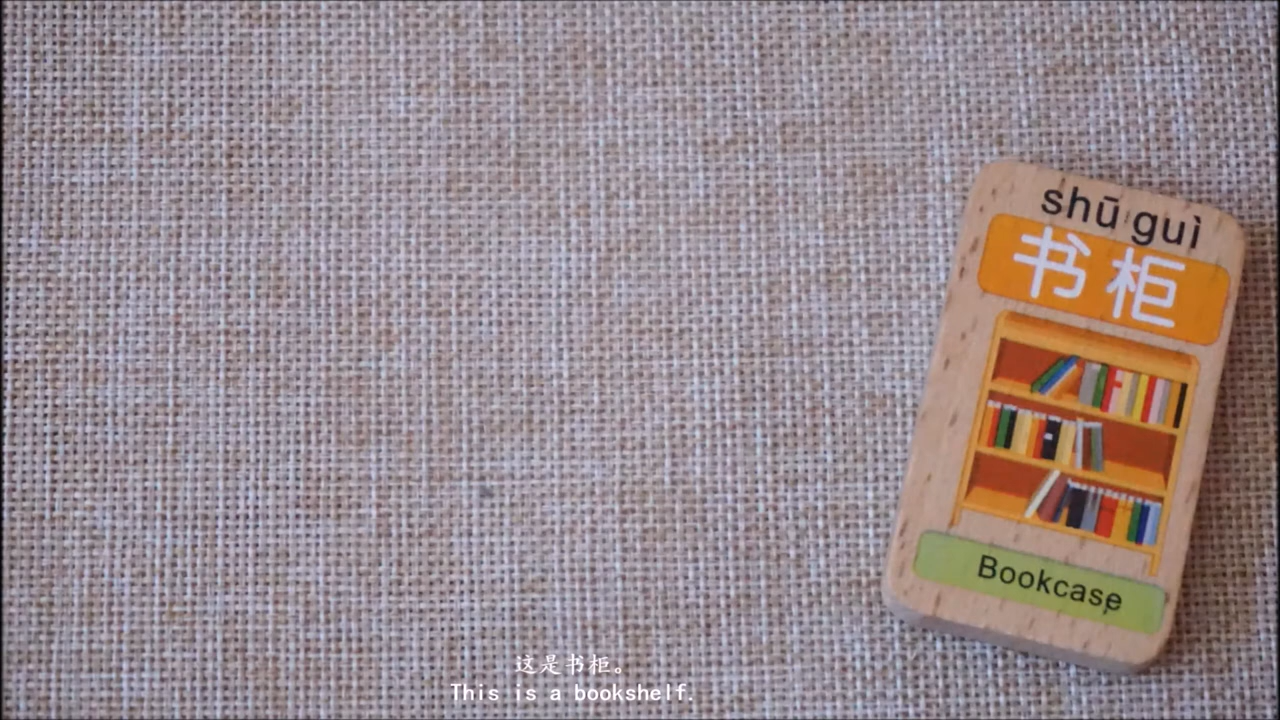 shū guì
书柜
Bookcase
这是书柜。
This is a bookshelf.